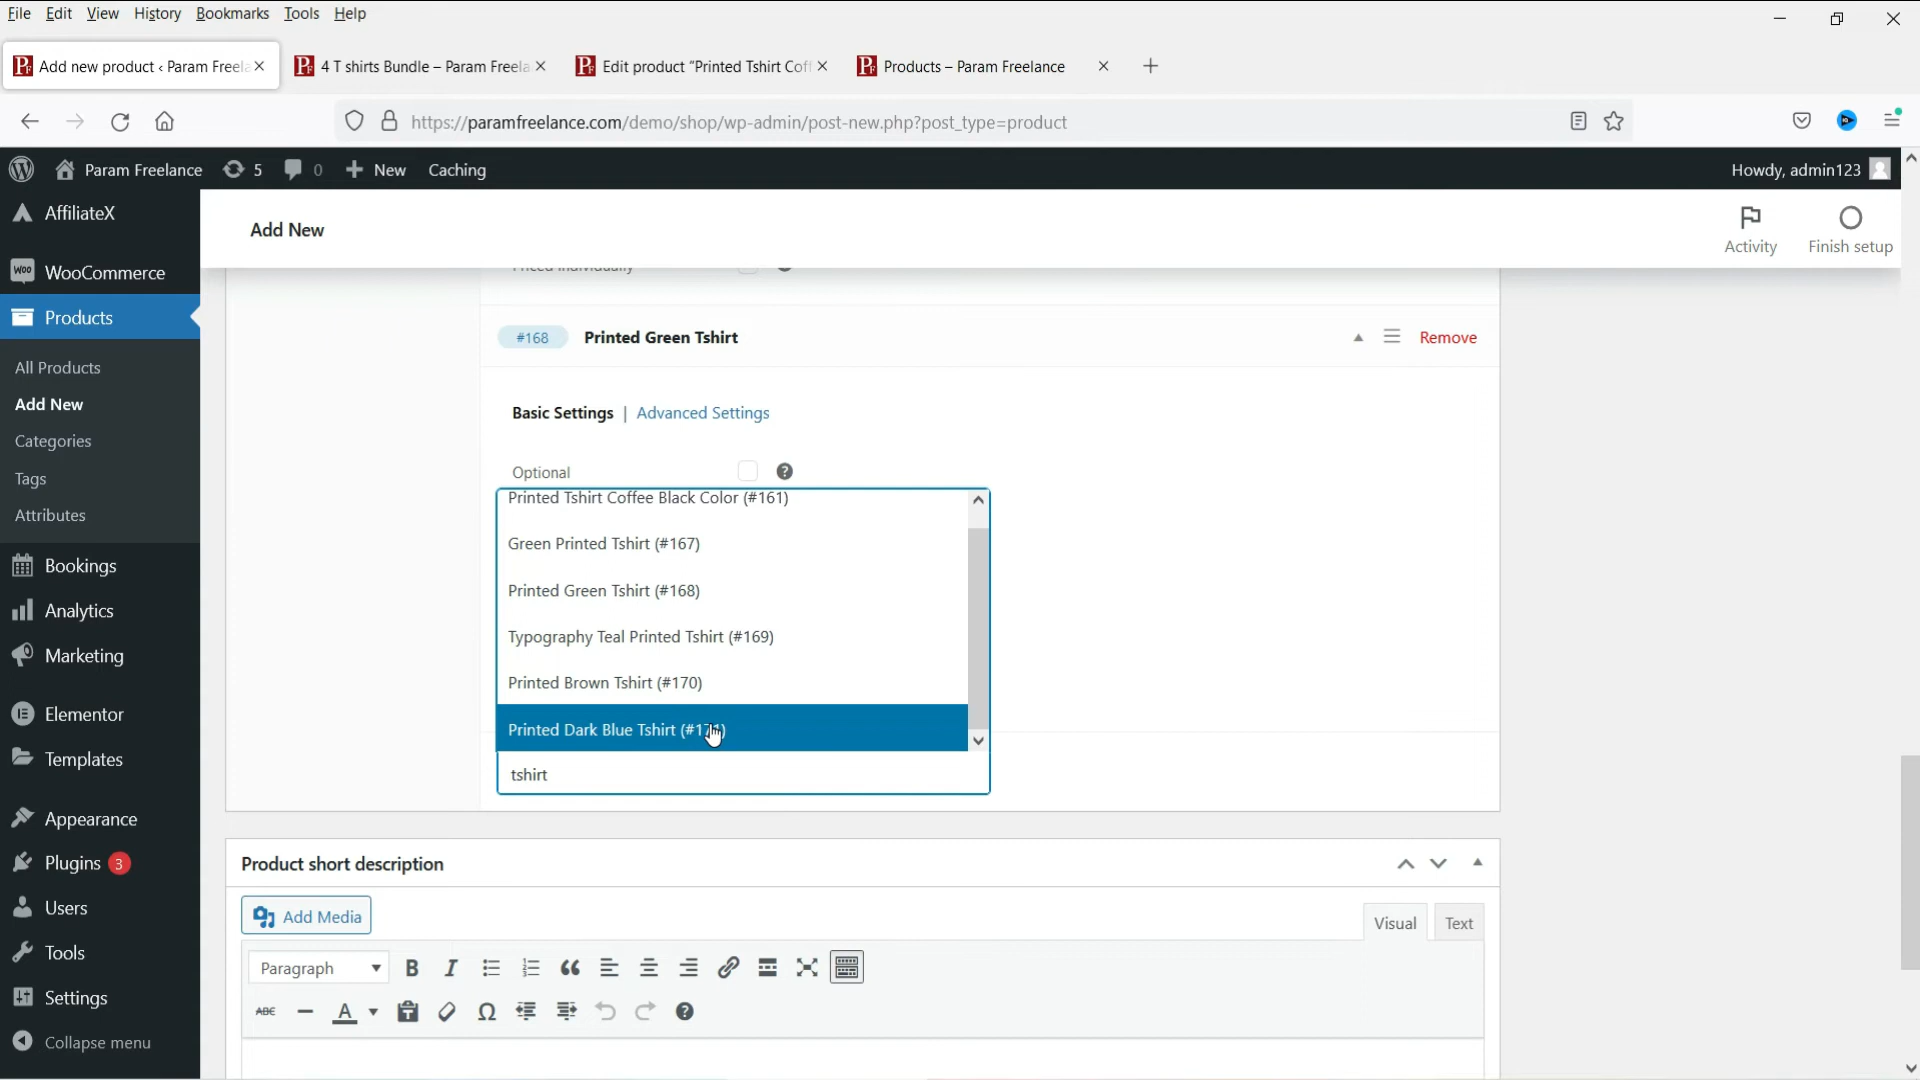 File Edit View History Bookmarks Tools Help
Add new product ‹ Param Freela
4 T shirts Bundle – Param Freela
Edit product “Printed Tshirt Coff
Products – Param Freelance
https://paramfreelance.com/demo/shop/wp-admin/post-new.php?post_type=product
Param Freelance 5 0 New Caching Howdy, admin123
AffiliateX
WooCommerce
Products
All Products
Add New
Categories
Tags
Attributes
Bookings
Analytics
Marketing
Elementor
Templates
Appearance
Plugins 3
Users
Tools
Settings
Collapse menu
Add New
Activity
Finish setup
Priced Individually
#168 Printed Green Tshirt Remove
Basic Settings | Advanced Settings
Optional
Printed Tshirt Coffee Black Color (#161)
Green Printed Tshirt (#167)
Printed Green Tshirt (#168)
Typography Teal Printed Tshirt (#169)
Printed Brown Tshirt (#170)
Printed Dark Blue Tshirt (#171)
tshirt
Product short description
Add Media
Visual Text
Paragraph